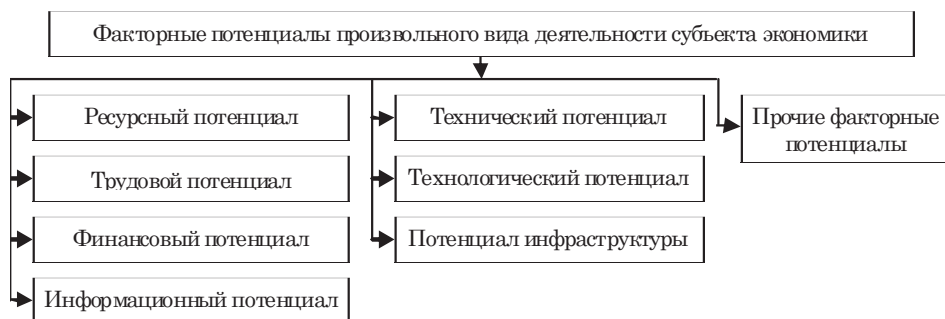 Факторные потенциалы произвольного вида деятельности субъекта экономики
Ресурсный потенциал
Трудовой потенциал
Финансовый потенциал
Информационный потенциал
Технический потенциал
Технологический потенциал
Потенциал инфраструктуры
Прочие факторные
потенциалы